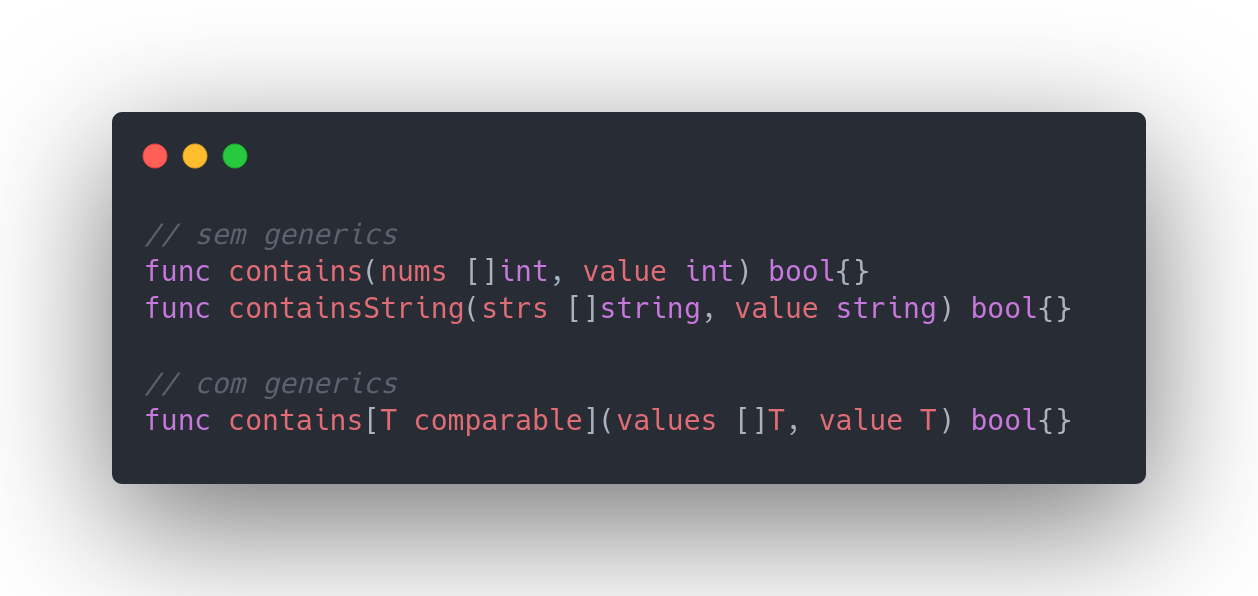 // sem generics
func contains(nums []int, value int) bool{}
func containsString(strs []string, value string) bool{}
// com generics
func contains[T comparable](values []T, value T) bool{}